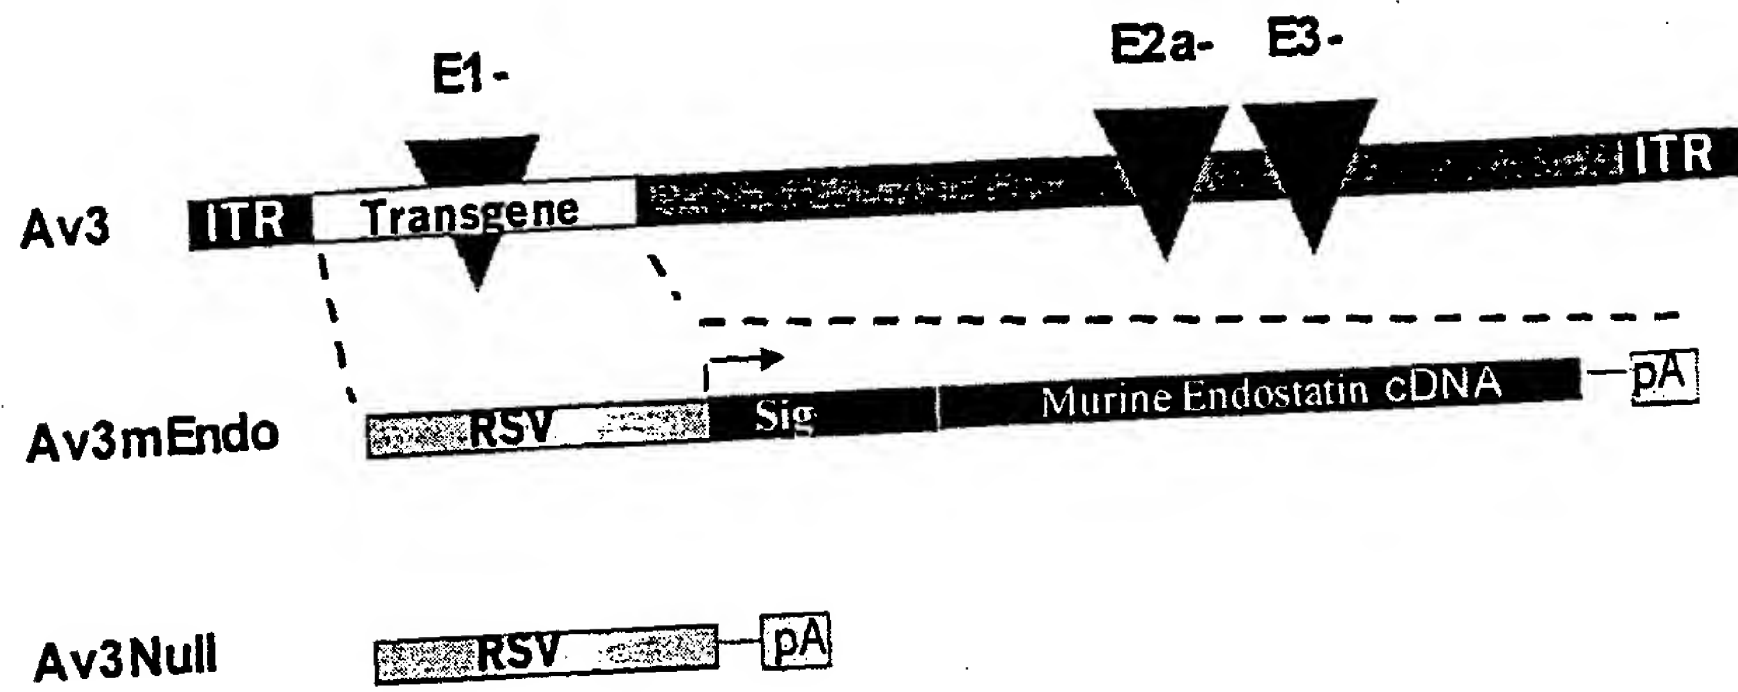 E1- E2a- E3-
Av3 ITR Transgene ITR
Av3mEndo RSV Sig Murine Endostatin cDNA pA
Av3Null RSV pA